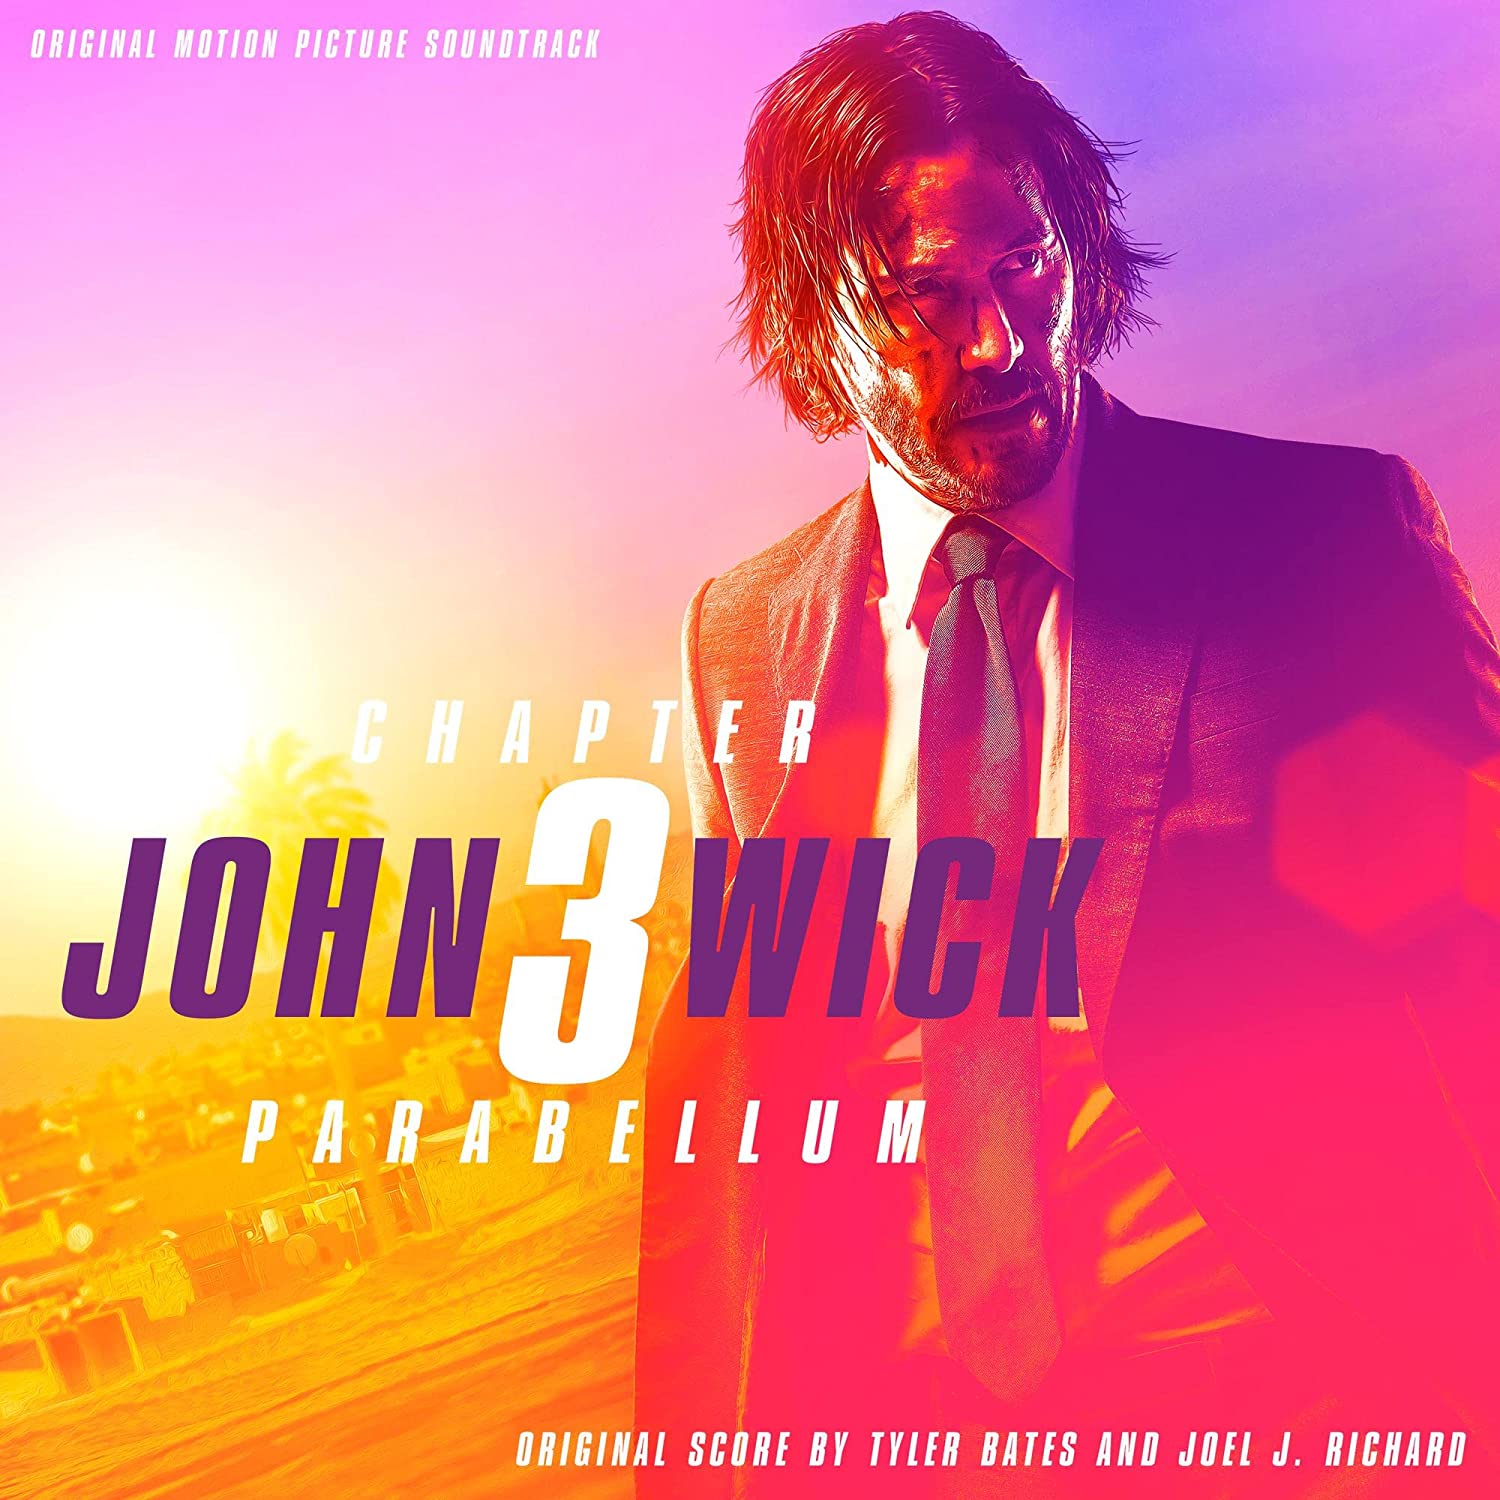 ORIGINAL MOTION PICTURE SOUNDTRACK
CHAPTER
JOHN 3 WICK
PARABELLUM
ORIGINAL SCORE BY TYLER BATES AND JOEL J. RICHARD